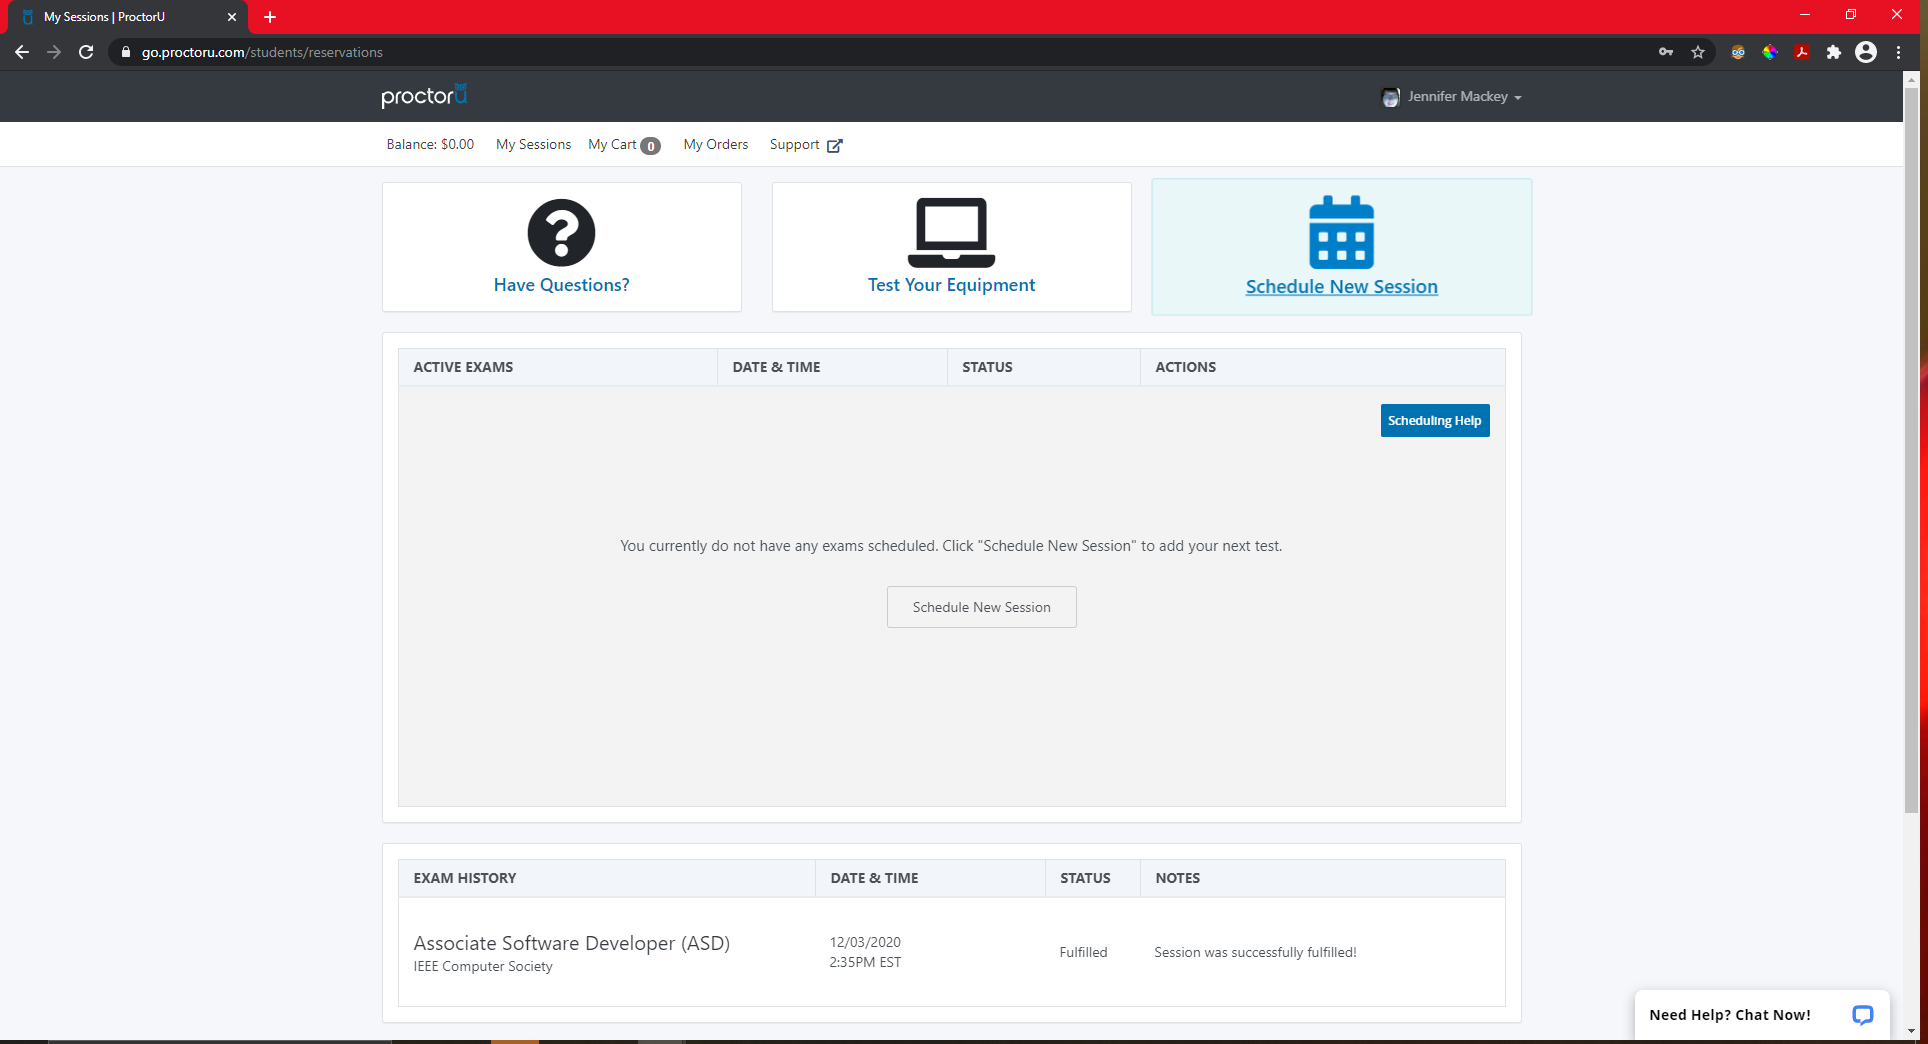 My Sessions | ProctorU
go.proctoru.com/students/reservations
proctorU
Jennifer Mackey
Balance: $0.00 My Sessions My Cart 0 My Orders Support
Have Questions?
Test Your Equipment
Schedule New Session
ACTIVE EXAMS DATE & TIME STATUS ACTIONS
Scheduling Help
You currently do not have any exams scheduled. Click "Schedule New Session" to add your next test.
Schedule New Session
EXAM HISTORY DATE & TIME STATUS NOTES
Associate Software Developer (ASD)
IEEE Computer Society
12/03/2020
2:35PM EST
Fulfilled
Session was successfully fulfilled!
Need Help? Chat Now!